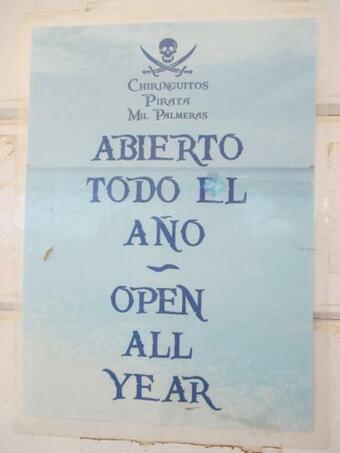 CHIRINGUITOS
PIRATA
MIL PALMERAS
ABIERTO
TODO EL
AÑO
~
OPEN
ALL
YEAR